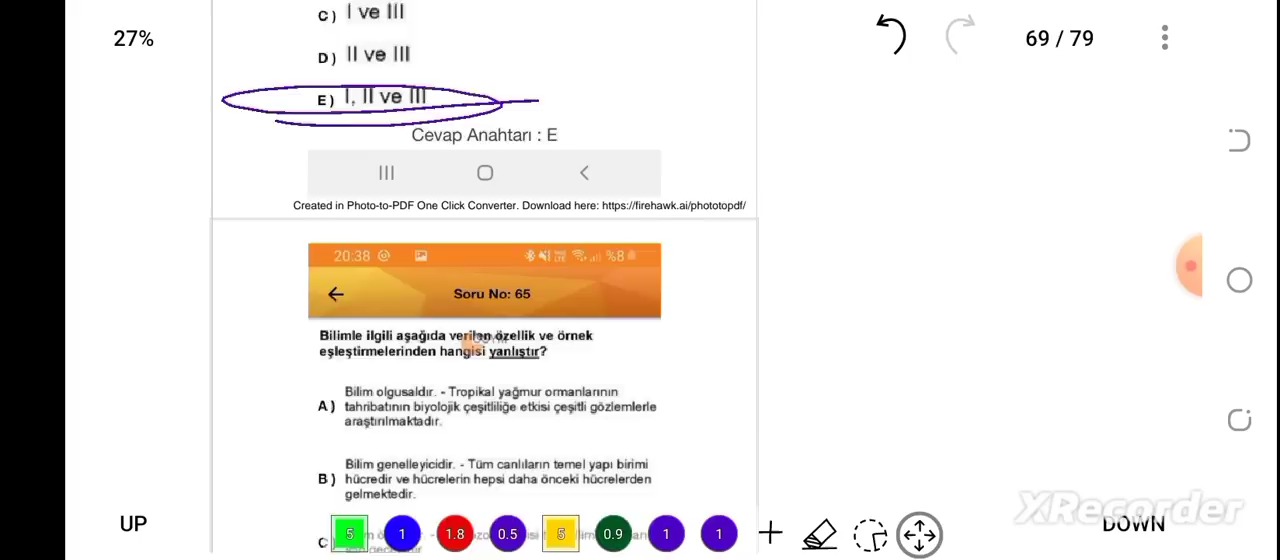 27%
69 / 79
C ) I ve III
D ) II ve III
E ) I, II ve III
Cevap Anahtarı : E
Created in Photo-to-PDF One Click Converter. Download here: https://firehawk.ai/phototopdf/
20:38 %8
Soru No: 65
Bilimle ilgili aşağıda verilen özellik ve örnek
eşleştirmelerinden hangisi yanlıştır?
Bilim olgusaldır. - Tropikal yağmur ormanlarının
A ) tahribatının biyolojik çeşitliliğe etkisi çeşitli gözlemlerle
araştırılmaktadır.
Bilim genelleyicidir. - Tüm canlıların temel yapı birimi
B ) hücredir ve hücrelerin hepsi daha önceki hücrelerden
gelmektedir.
C
5 1 1.8 0.5 5 0.9 1 1
UP
DOWN
XRecorder